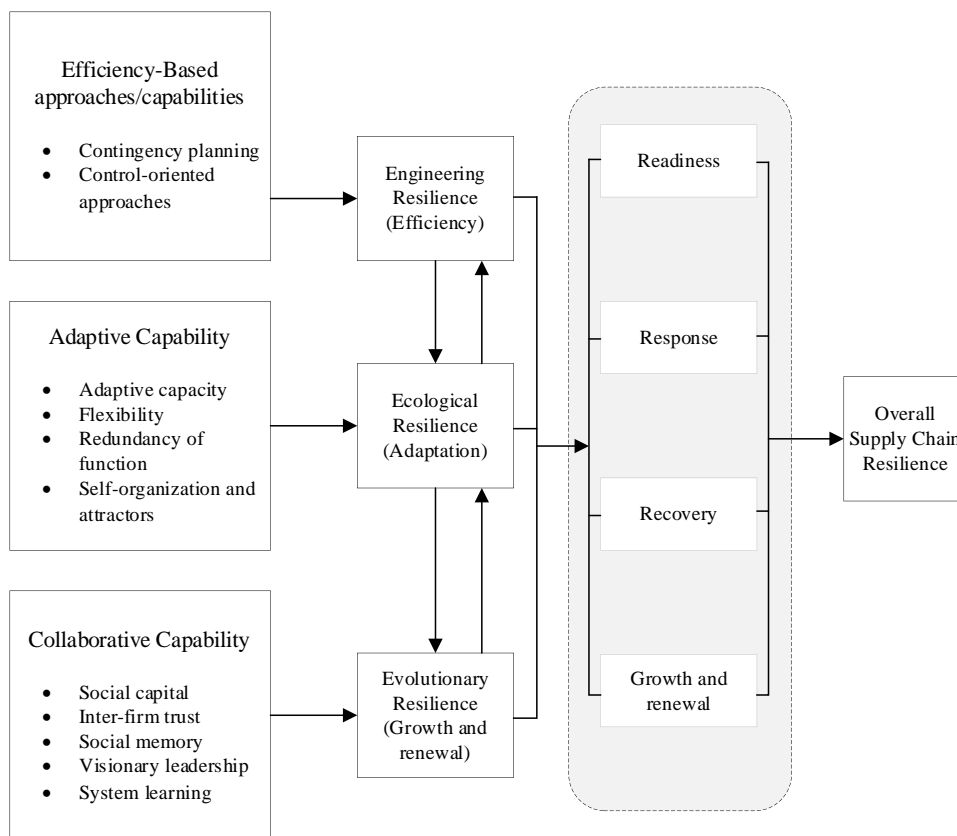 Efficiency-Based
approaches/capabilities
• Contingency planning
• Control-oriented
approaches
Adaptive Capability
• Adaptive capacity
• Flexibility
• Redundancy of
function
• Self-organization and
attractors
Collaborative Capability
• Social capital
• Inter-firm trust
• Social memory
• Visionary leadership
• System learning
Engineering
Resilience
(Efficiency)
Ecological
Resilience
(Adaptation)
Evolutionary
Resilience
(Growth and
renewal)
Readiness
Response
Recovery
Growth and
renewal
Overall
Supply Chain
Resilience